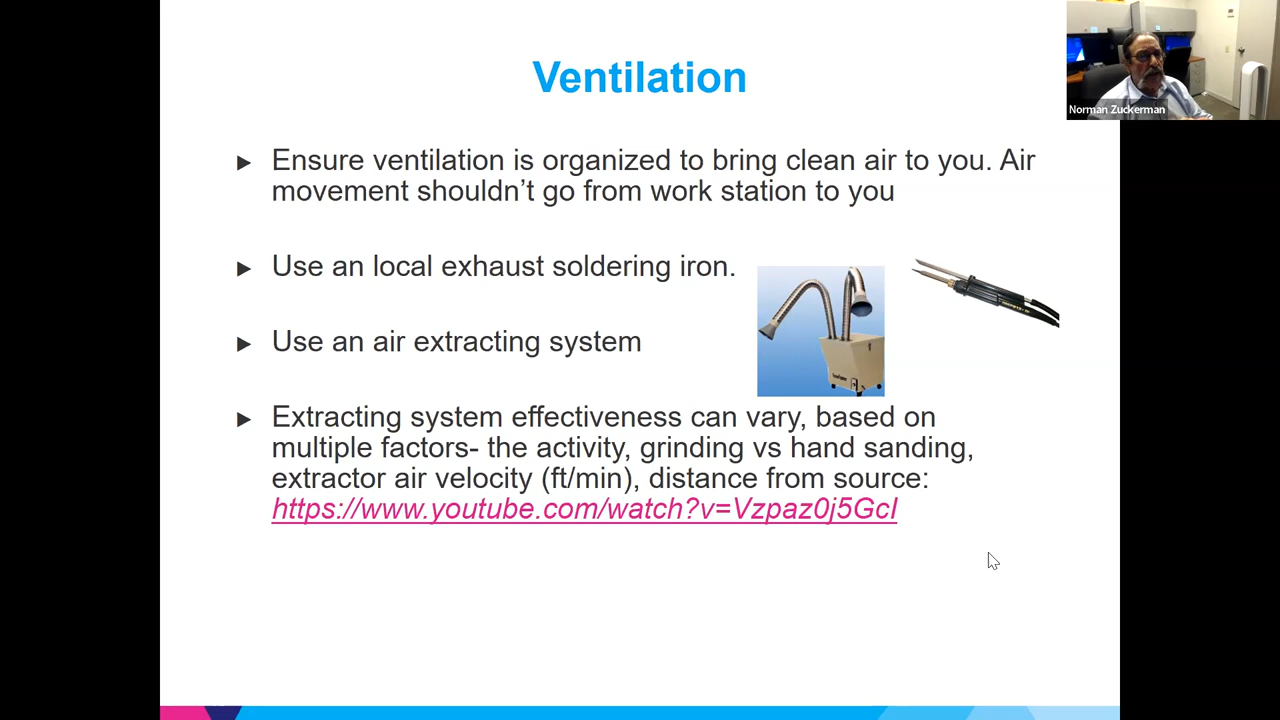 Ventilation
Norman Zuckerman
► Ensure ventilation is organized to bring clean air to you. Air
movement shouldn’t go from work station to you
► Use an local exhaust soldering iron.
► Use an air extracting system
► Extracting system effectiveness can vary, based on
multiple factors- the activity, grinding vs hand sanding,
extractor air velocity (ft/min), distance from source:
https://www.youtube.com/watch?v=Vzpaz0j5GcI